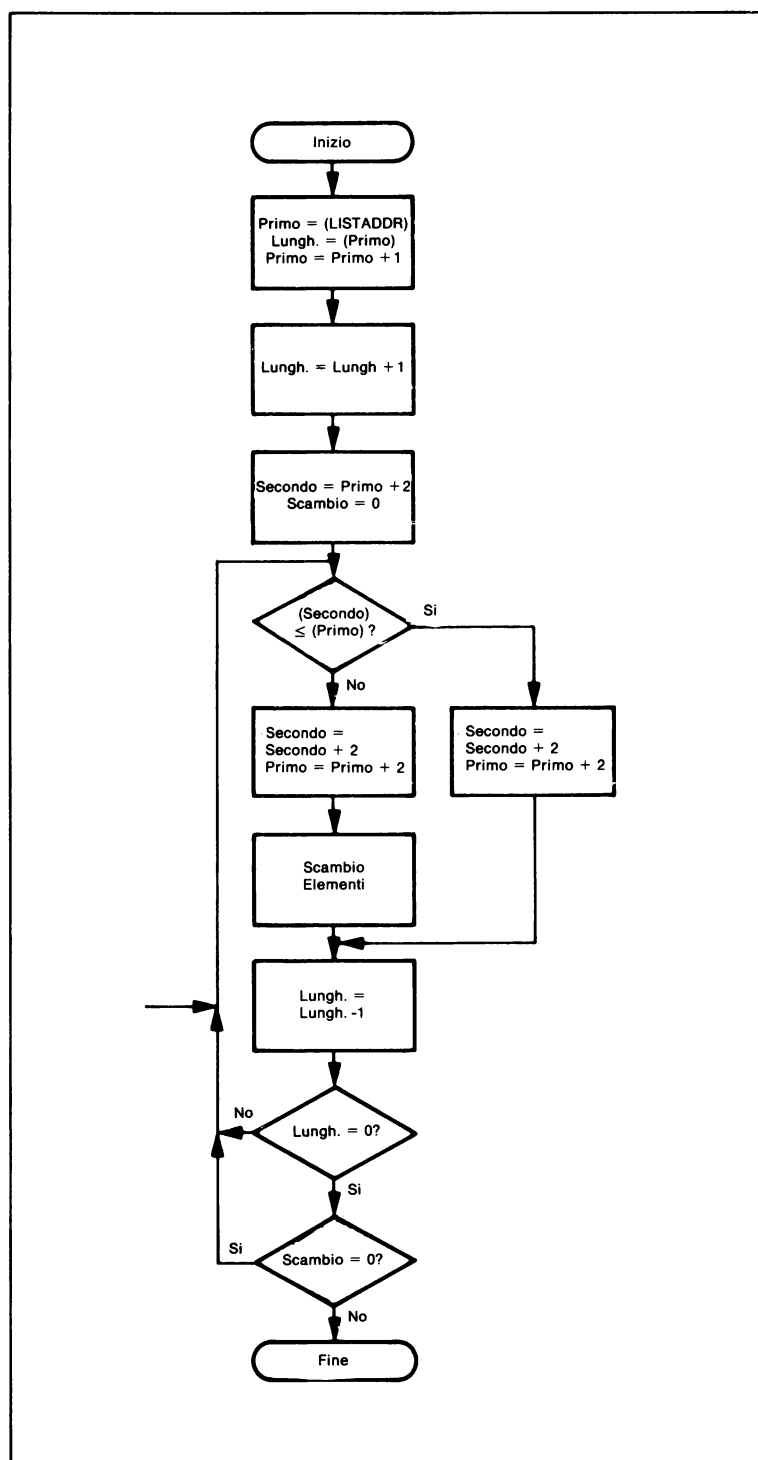 Inizio
Primo = (LISTADDR)
Lungh. = (Primo)
Primo = Primo + 1
Lungh. = Lungh + 1
Secondo = Primo + 2
Scambio = 0
(Secondo)
≤ (Primo) ?
Si
No
Secondo =
Secondo + 2
Primo = Primo + 2
Secondo =
Secondo + 2
Primo = Primo + 2
Scambio
Elementi
Lungh. =
Lungh. -1
No
Lungh. = 0?
Si
Si
Scambio = 0?
No
Fine